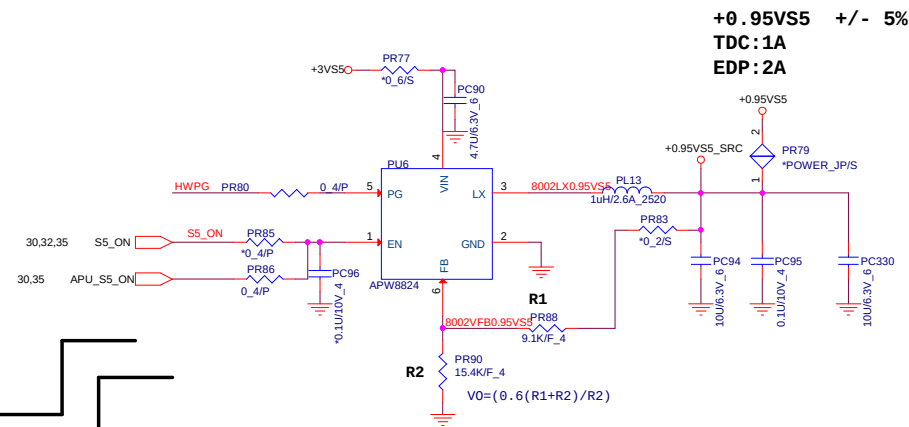 +0.95VS5 +/- 5%
TDC:1A
EDP:2A
PR77
+3VS5
*0_6/S
PC90
4.7U/6.3V_6
+0.95VS5
2
+0.95VS5_SRC
PR79
*POWER_JP/S
1
PU6
4
VIN
HWPG
PR80
0_4/P
5
PG
LX
3
8002LX0.95VS5
PL13
1uH/2.6A_2520
PR83
*0_2/S
30,32,35
S5_ON
S5_ON
PR85
*0_4/P
1
EN
GND
2
30,35
APU_S5_ON
PR86
0_4/P
PC96
*0.1U/10V_4
FB
6
APW8824
PC94
10U/6.3V_6
PC95
0.1U/10V_4
PC330
10U/6.3V_6
R1
8002VFB0.95VS5
PR88
9.1K/F_4
R2
PR90
15.4K/F_4
VO=(0.6(R1+R2)/R2)